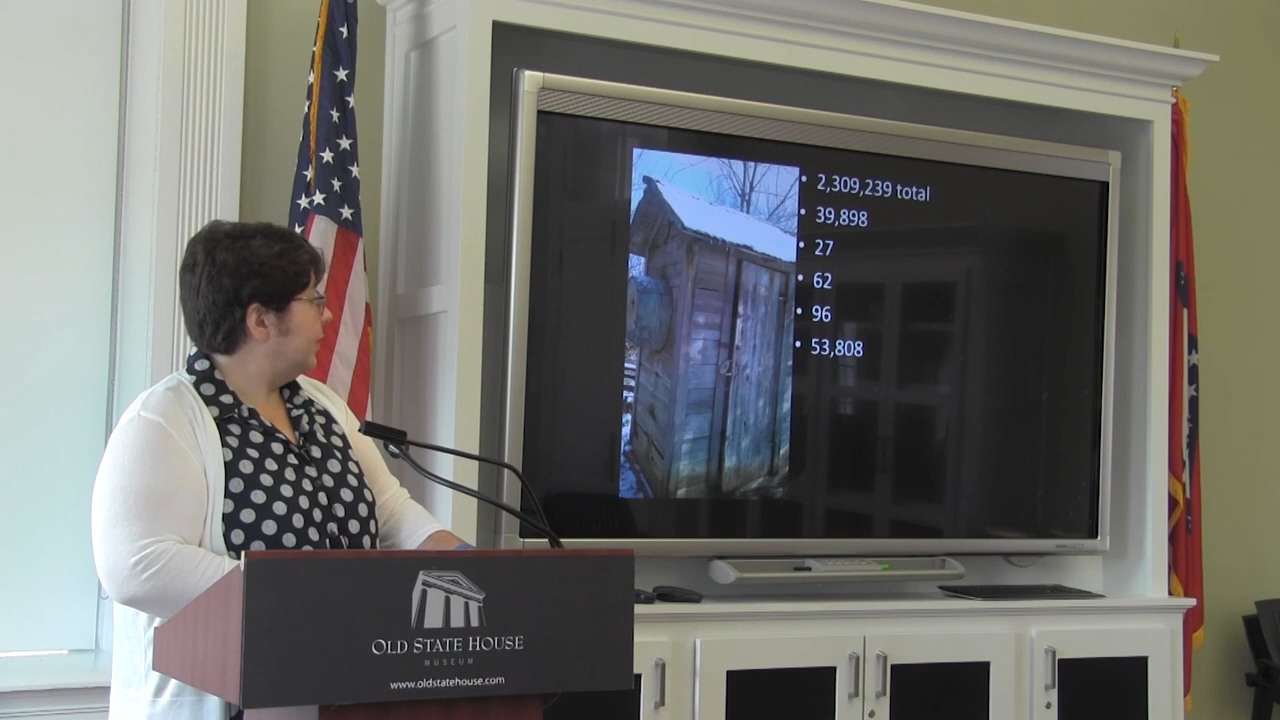 • 2,309,239 total
• 39,898
• 27
• 62
• 96
• 53,808
OLD STATE HOUSE
MUSEUM
www.oldstatehouse.com